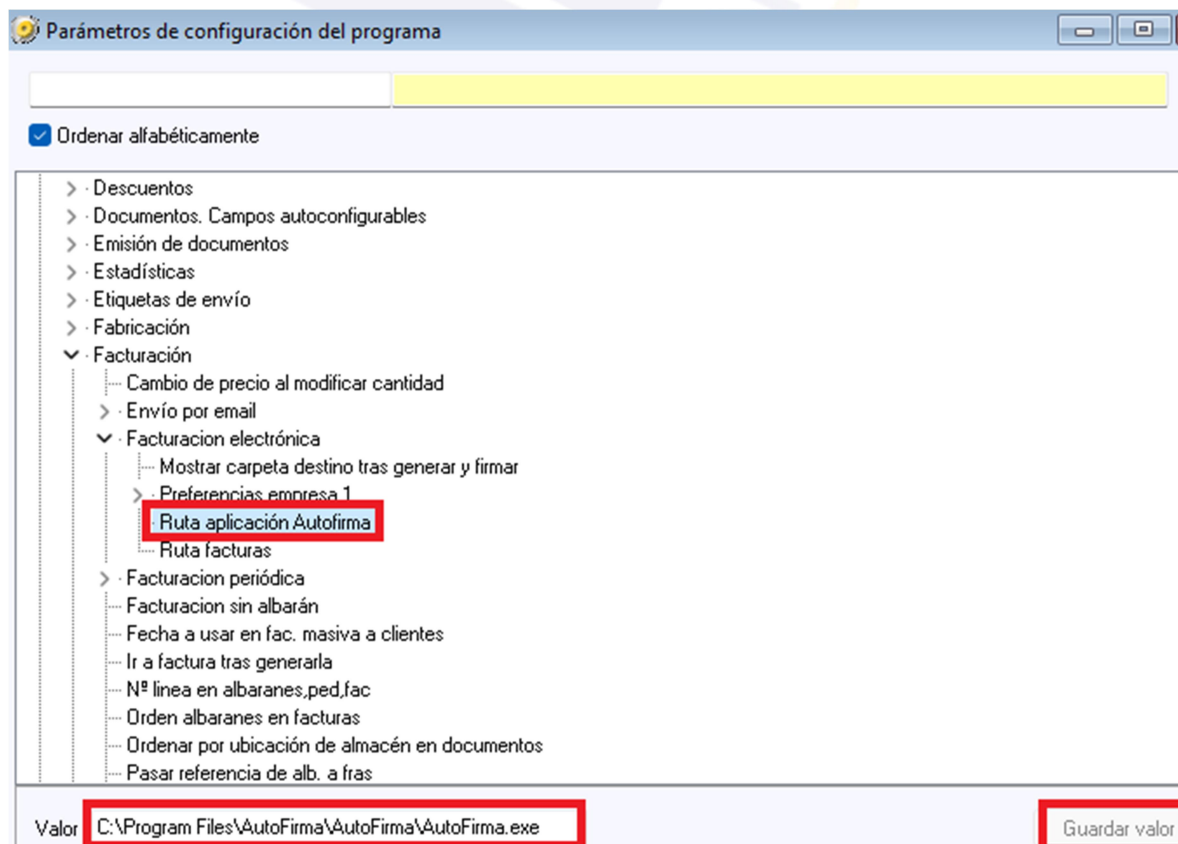 Parámetros de configuración del programa
Ordenar alfabéticamente
Descuentos
Documentos. Campos autoconfigurables
Emisión de documentos
Estadísticas
Etiquetas de envío
Fabricación
Facturación
Cambio de precio al modificar cantidad
Envío por email
Facturacion electrónica
Mostrar carpeta destino tras generar y firmar
Preferencias empresa 1
Ruta aplicación Autofirma
Ruta facturas
Facturacion periódica
Facturacion sin albarán
Fecha a usar en fac. masiva a clientes
Ir a factura tras generarla
Nº linea en albaranes,ped,fac
Orden albaranes en facturas
Ordenar por ubicación de almacén en documentos
Pasar referencia de alb. a fras
Valor C:\Program Files\AutoFirma\AutoFirma\AutoFirma.exe Guardar valor